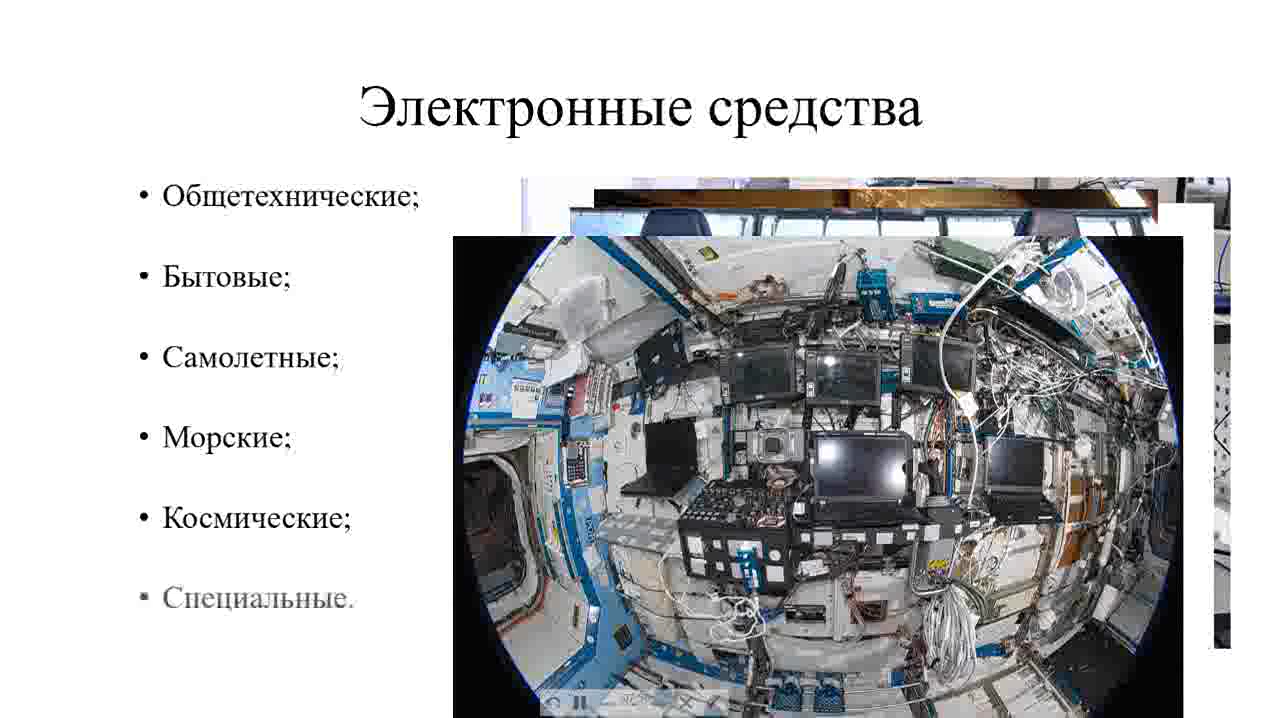 Электронные средства
• Общетехнические;
• Бытовые;
• Самолетные;
• Морские;
• Космические;
• Специальные.